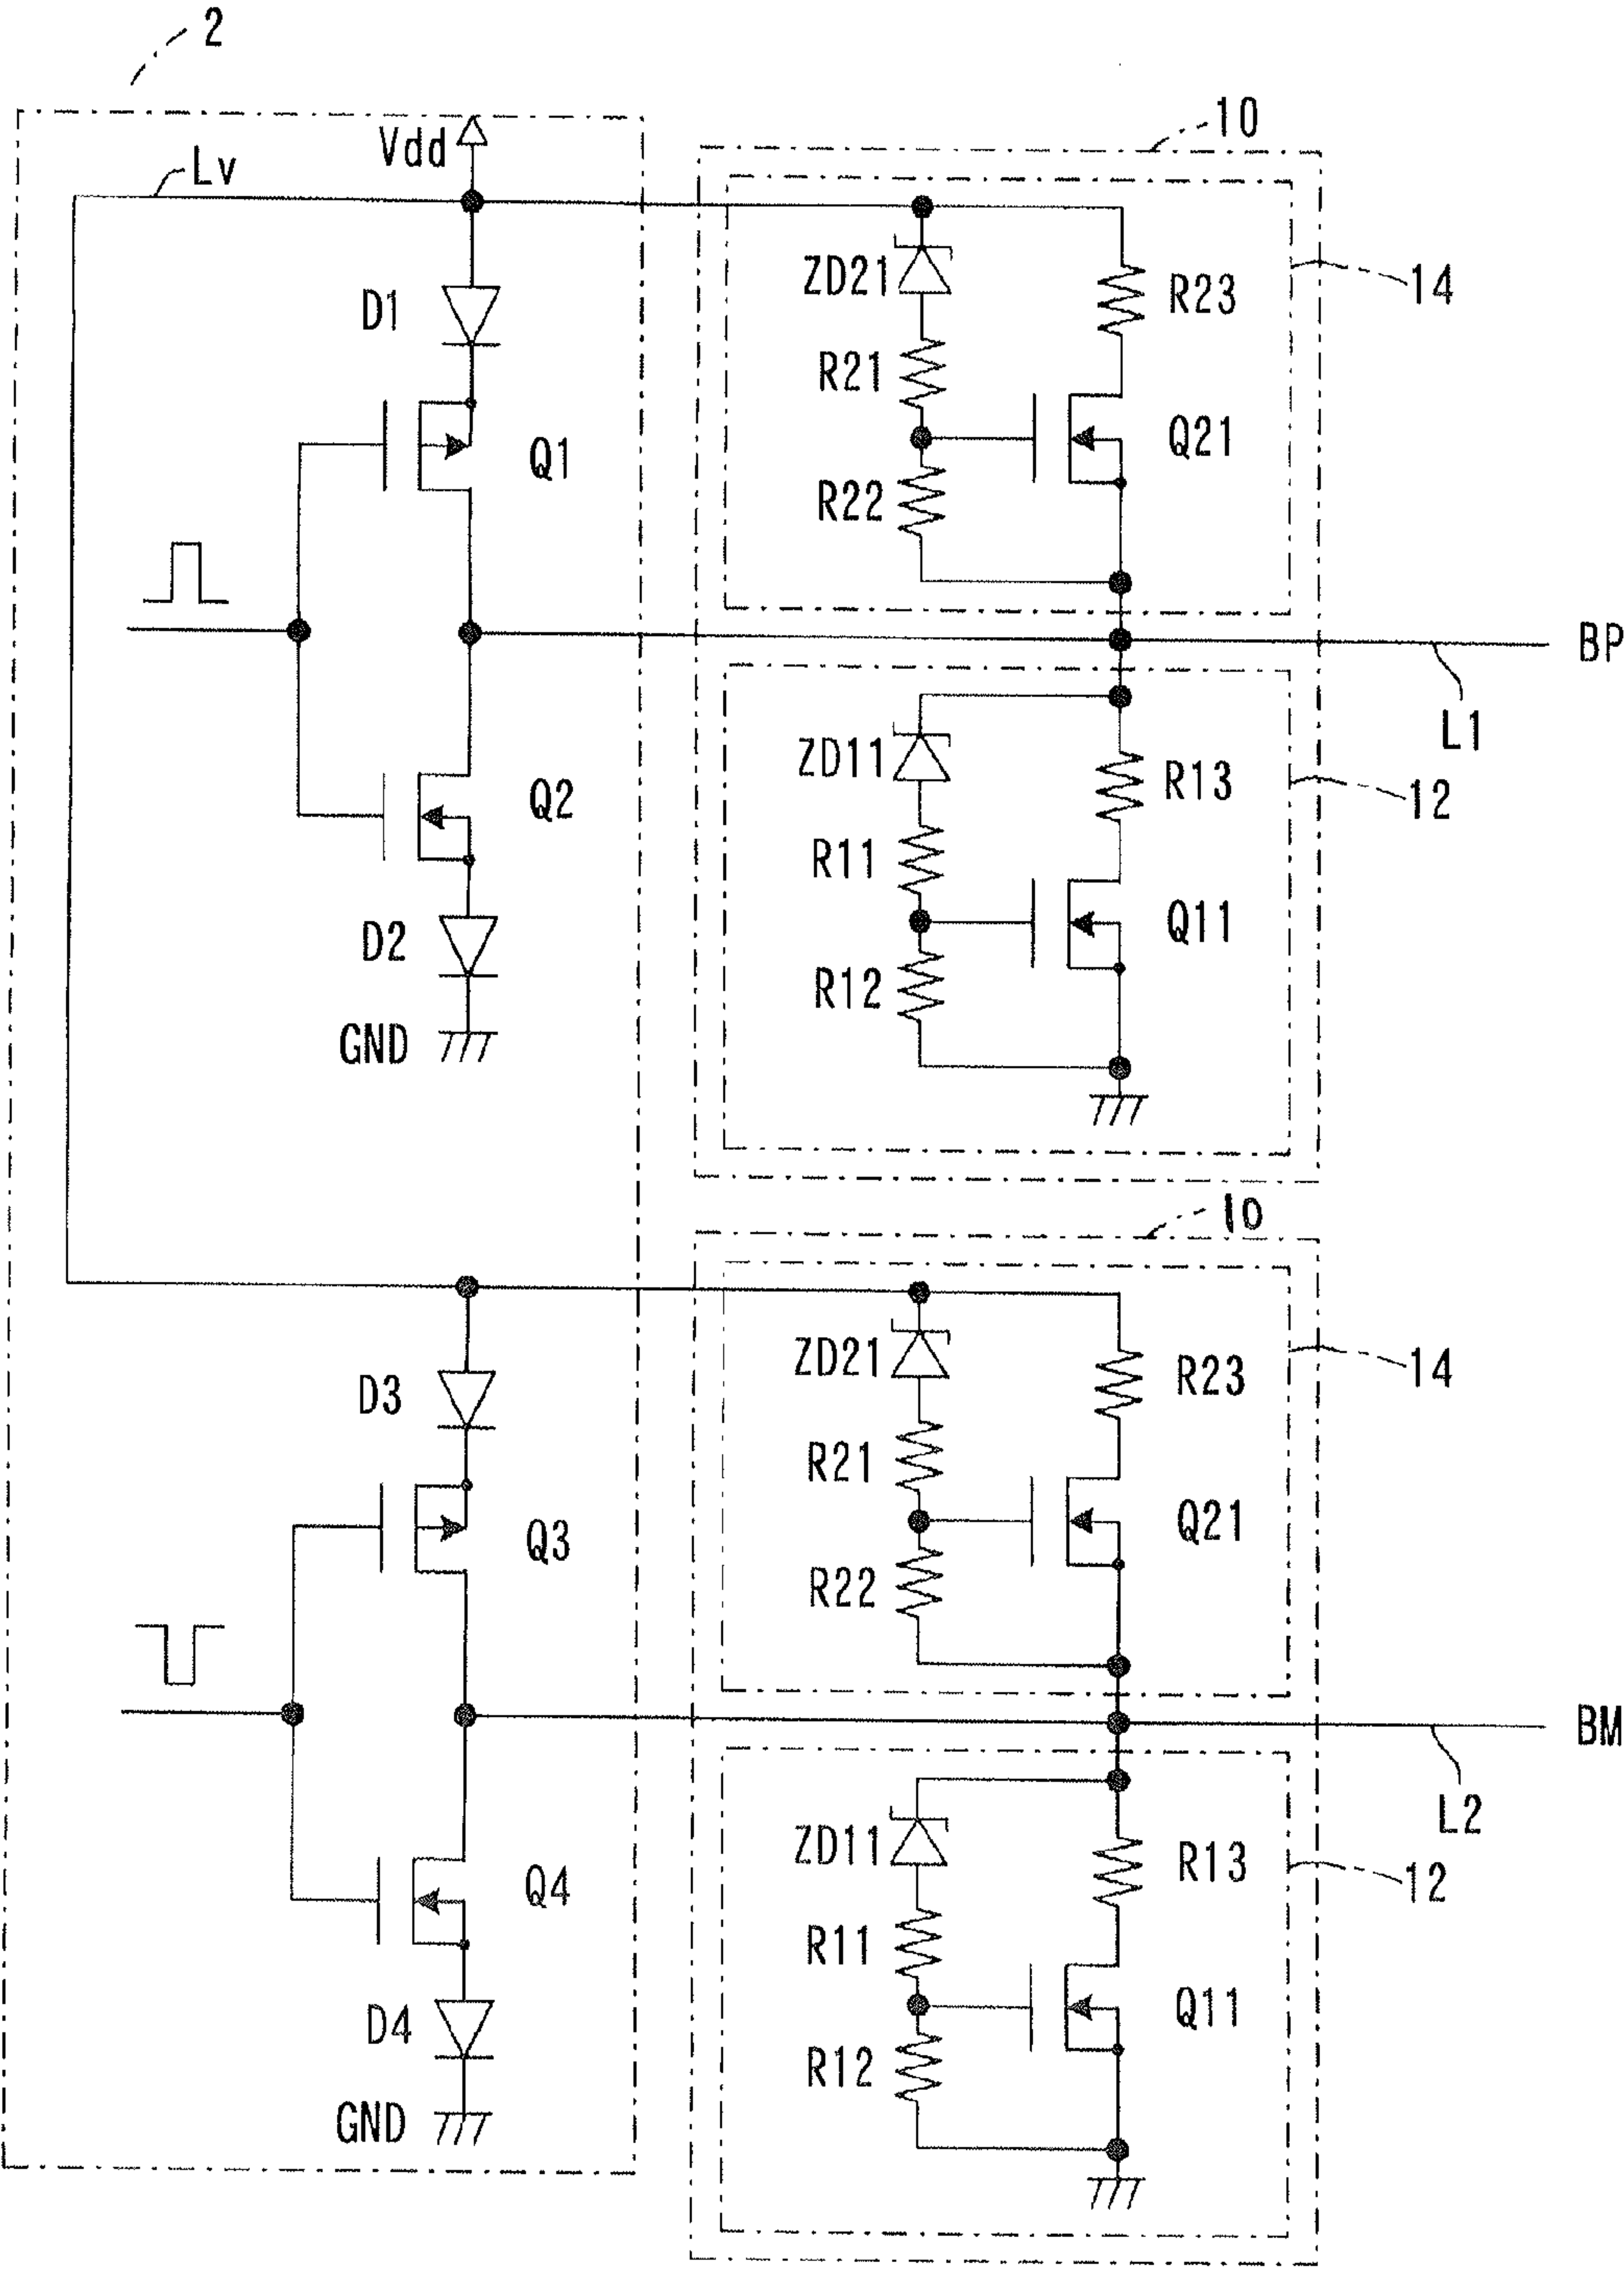 2
10
Vdd
Lv
ZD21
R23
14
D1
R21
Q21
Q1
R22
BP
L1
ZD11
R13
12
Q2
R11
Q11
D2
R12
GND
10
ZD21
R23
14
D3
R21
Q21
Q3
R22
BM
L2
ZD11
R13
12
Q4
R11
Q11
D4
R12
GND